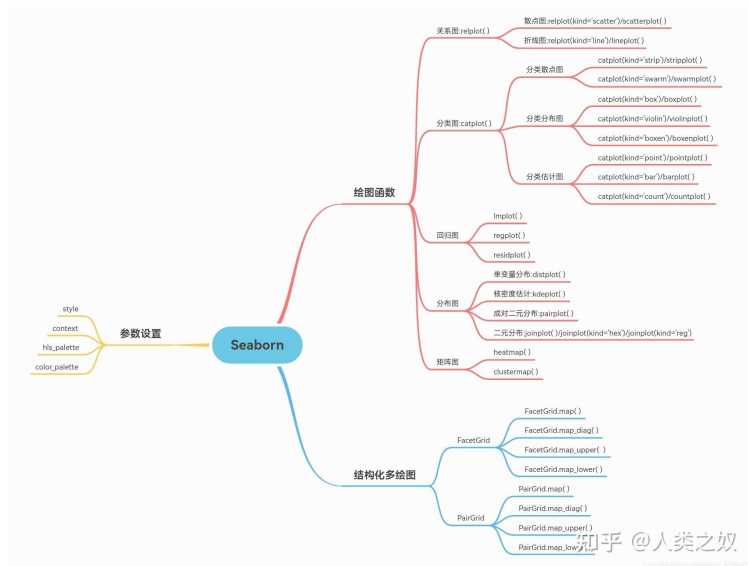 Seaborn
参数设置
style
context
hls_palette
color_palette
绘图函数
关系图:relplot( )
散点图:relplot(kind='scatter')/scatterplot( )
折线图:relplot(kind='line')/lineplot( )
分类图:catplot( )
分类散点图
catplot(kind='strip')/stripplot( )
catplot(kind='swarm')/swarmplot( )
分类分布图
catplot(kind='box')/boxplot( )
catplot(kind='violin')/violinplot( )
catplot(kind='boxen')/boxenplot( )
分类估计图
catplot(kind='point')/pointplot( )
catplot(kind='bar')/barplot( )
catplot(kind='count')/countplot( )
回归图
lmplot( )
regplot( )
residplot( )
分布图
单变量分布:distplot( )
核密度估计:kdeplot( )
成对二元分布:pairplot( )
二元分布:joinplot( )/joinplot(kind='hex')/joinplot(kind='reg')
矩阵图
heatmap( )
clustermap( )
结构化多绘图
FacetGrid
FacetGrid.map( )
FacetGrid.map_diag( )
FacetGrid.map_upper( )
FacetGrid.map_lower( )
PairGrid
PairGrid.map( )
PairGrid.map_diag( )
PairGrid.map_upper( )
PairGrid.map_lower( )
知乎 @人类之奴